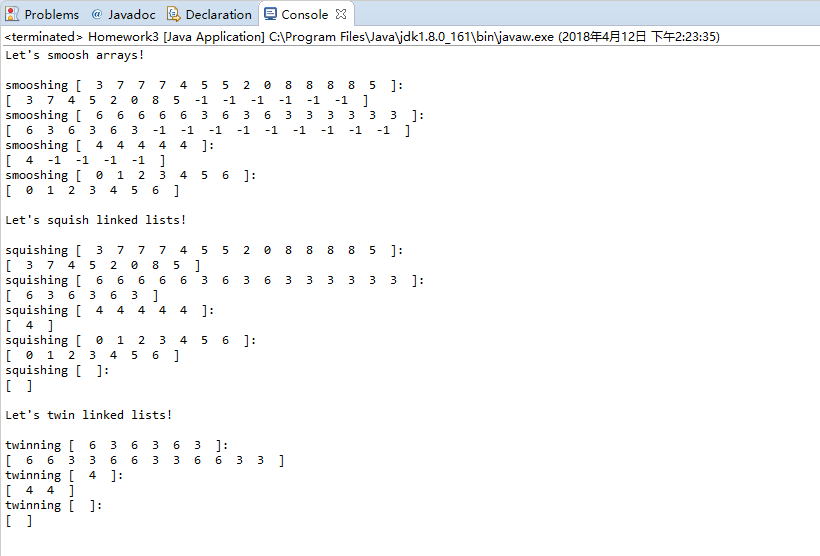 Problems @ Javadoc Declaration Console
<terminated> Homework3 [Java Application] C:\Program Files\Java\jdk1.8.0_161\bin\javaw.exe (2018年4月12日 下午2:23:35)
Let's smoosh arrays!
smooshing [  3  7  7  7  4  5  5  2  0  8  8  8  8  5  ]:
[  3  7  4  5  2  0  8  5  -1  -1  -1  -1  -1  -1  ]
smooshing [  6  6  6  6  6  3  6  3  6  3  3  3  3  3  3  ]:
[  6  3  6  3  6  3  -1  -1  -1  -1  -1  -1  -1  -1  -1  ]
smooshing [  4  4  4  4  4  ]:
[  4  -1  -1  -1  -1  ]
smooshing [  0  1  2  3  4  5  6  ]:
[  0  1  2  3  4  5  6  ]
Let's squish linked lists!
squishing [  3  7  7  7  4  5  5  2  0  8  8  8  8  5  ]:
[  3  7  4  5  2  0  8  5  ]
squishing [  6  6  6  6  6  3  6  3  6  3  3  3  3  3  3  ]:
[  6  3  6  3  6  3  ]
squishing [  4  4  4  4  4  ]:
[  4  ]
squishing [  0  1  2  3  4  5  6  ]:
[  0  1  2  3  4  5  6  ]
squishing [  ]:
[  ]
Let's twin linked lists!
twinning [  6  3  6  3  6  3  ]:
[  6  6  3  3  6  6  3  3  6  6  3  3  ]
twinning [  4  ]:
[  4  4  ]
twinning [  ]:
[  ]